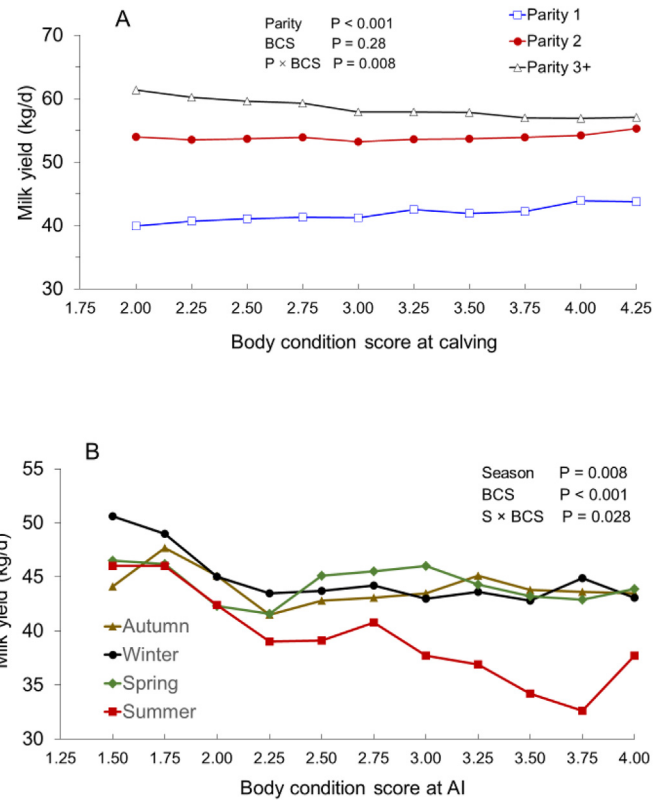 A
Parity P < 0.001
BCS P = 0.28
P × BCS P = 0.008
Parity 1
Parity 2
Parity 3+
Milk yield (kg/d)
70
60
50
40
30
1.75 2.00 2.25 2.50 2.75 3.00 3.25 3.50 3.75 4.00 4.25
Body condition score at calving
B
Season P = 0.008
BCS P < 0.001
S × BCS P = 0.028
Milk yield (kg/d)
55
50
45
40
35
30
Autumn
Winter
Spring
Summer
1.25 1.50 1.75 2.00 2.25 2.50 2.75 3.00 3.25 3.50 3.75 4.00
Body condition score at AI